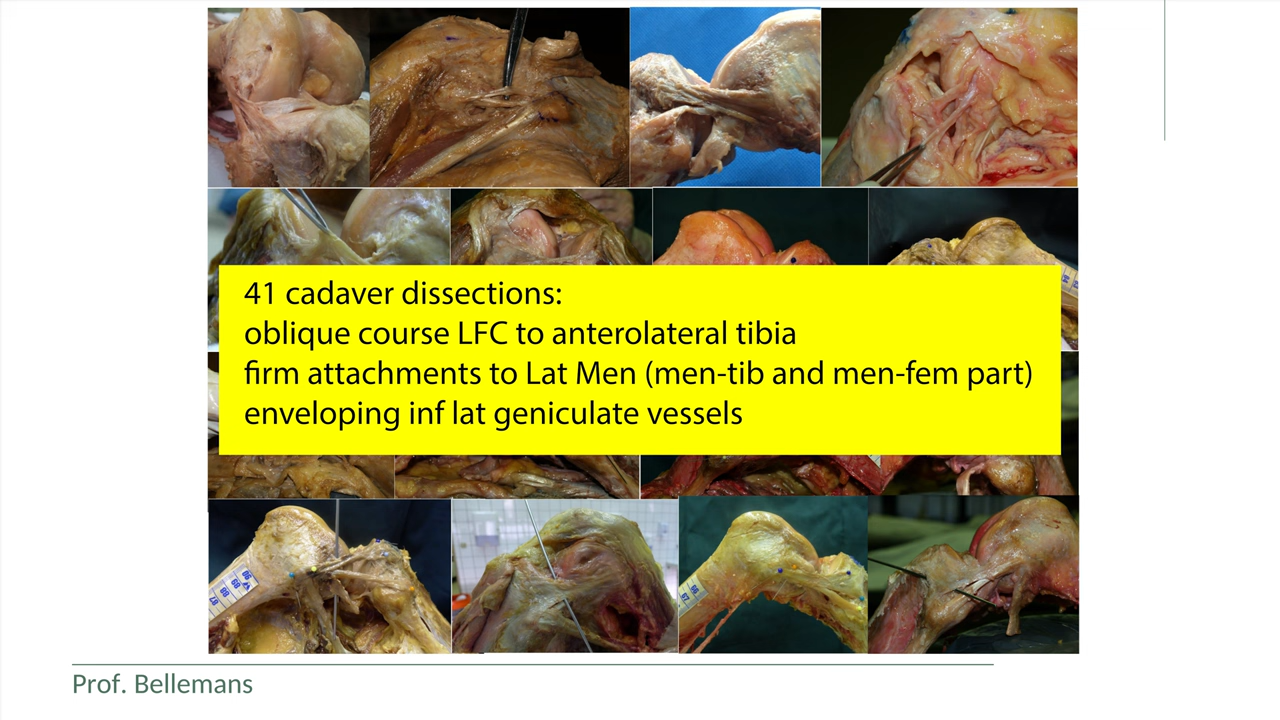 41 cadaver dissections:
oblique course LFC to anterolateral tibia
firm attachments to Lat Men (men-tib and men-fem part)
enveloping inf lat geniculate vessels
Prof. Bellemans